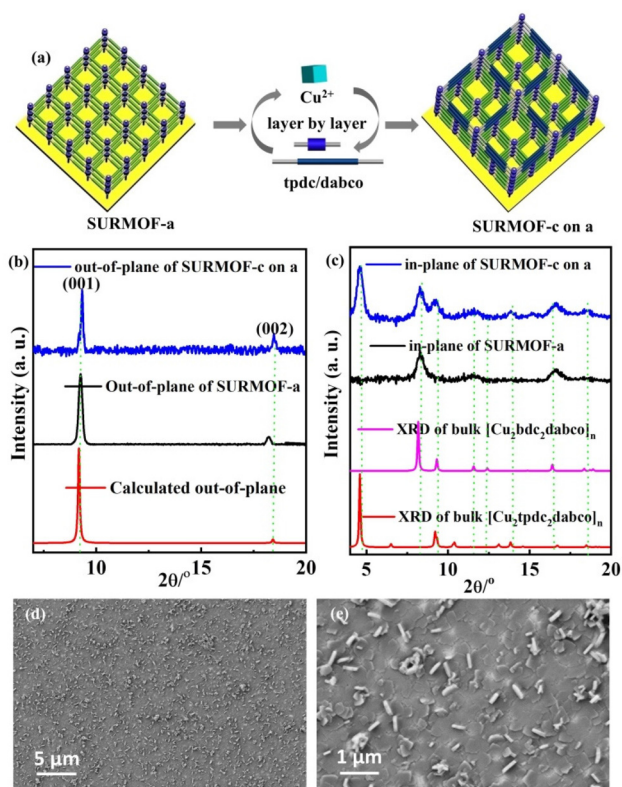 (a)
Cu²⁺
layer by layer
tpdc/dabco
SURMOF-a
SURMOF-c on a
(b)
out-of-plane of SURMOF-c on a
(001)
(002)
Out-of-plane of SURMOF-a
Calculated out-of-plane
Intensity (a. u.)
10 15 20
2θ/°
(c)
in-plane of SURMOF-c on a
in-plane of SURMOF-a
XRD of bulk [Cu₂bdc₂dabco]ₙ
XRD of bulk [Cu₂tpdc₂dabco]ₙ
Intensity (a. u.)
4 5 10 15 20
2θ/°
(d)
5 μm
(e)
1 μm